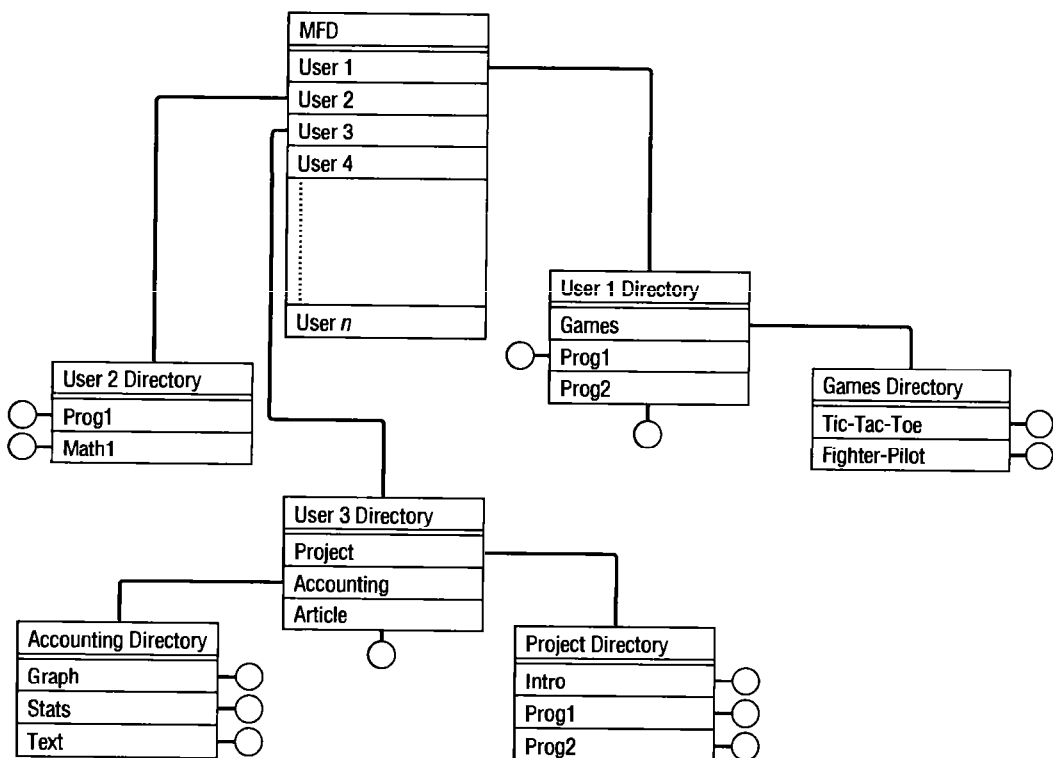 MFD
User 1
User 2
User 3
User 4
User n
User 1 Directory
Games
Prog1
Prog2
User 2 Directory
Prog1
Math1
Games Directory
Tic-Tac-Toe
Fighter-Pilot
User 3 Directory
Project
Accounting
Article
Accounting Directory
Graph
Stats
Text
Project Directory
Intro
Prog1
Prog2